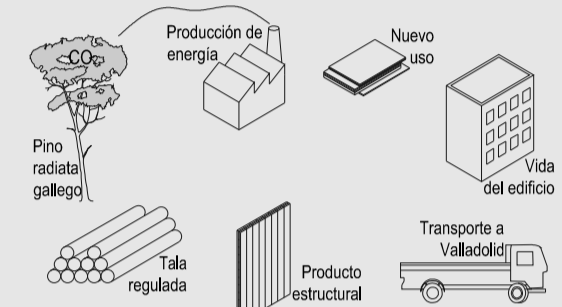 CO₂
Producción de
energía
Nuevo
uso
Pino
radiata
gallego
Vida
del edificio
Tala
regulada
Producto
estructural
Transporte a
Valladolid